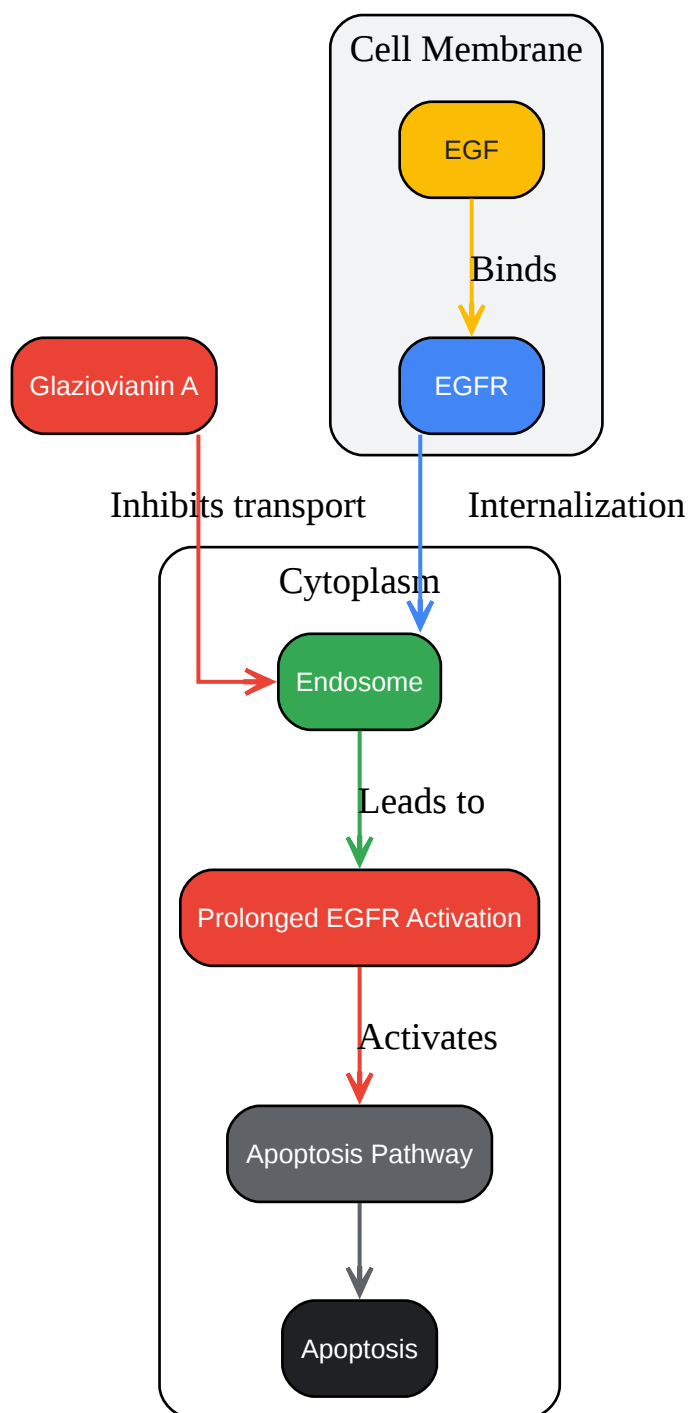 Cell Membrane
EGF
Binds
Glaziovianin A
EGFR
Inhibits transport
Internalization
Cytoplasm
Endosome
Leads to
Prolonged EGFR Activation
Activates
Apoptosis Pathway
Apoptosis